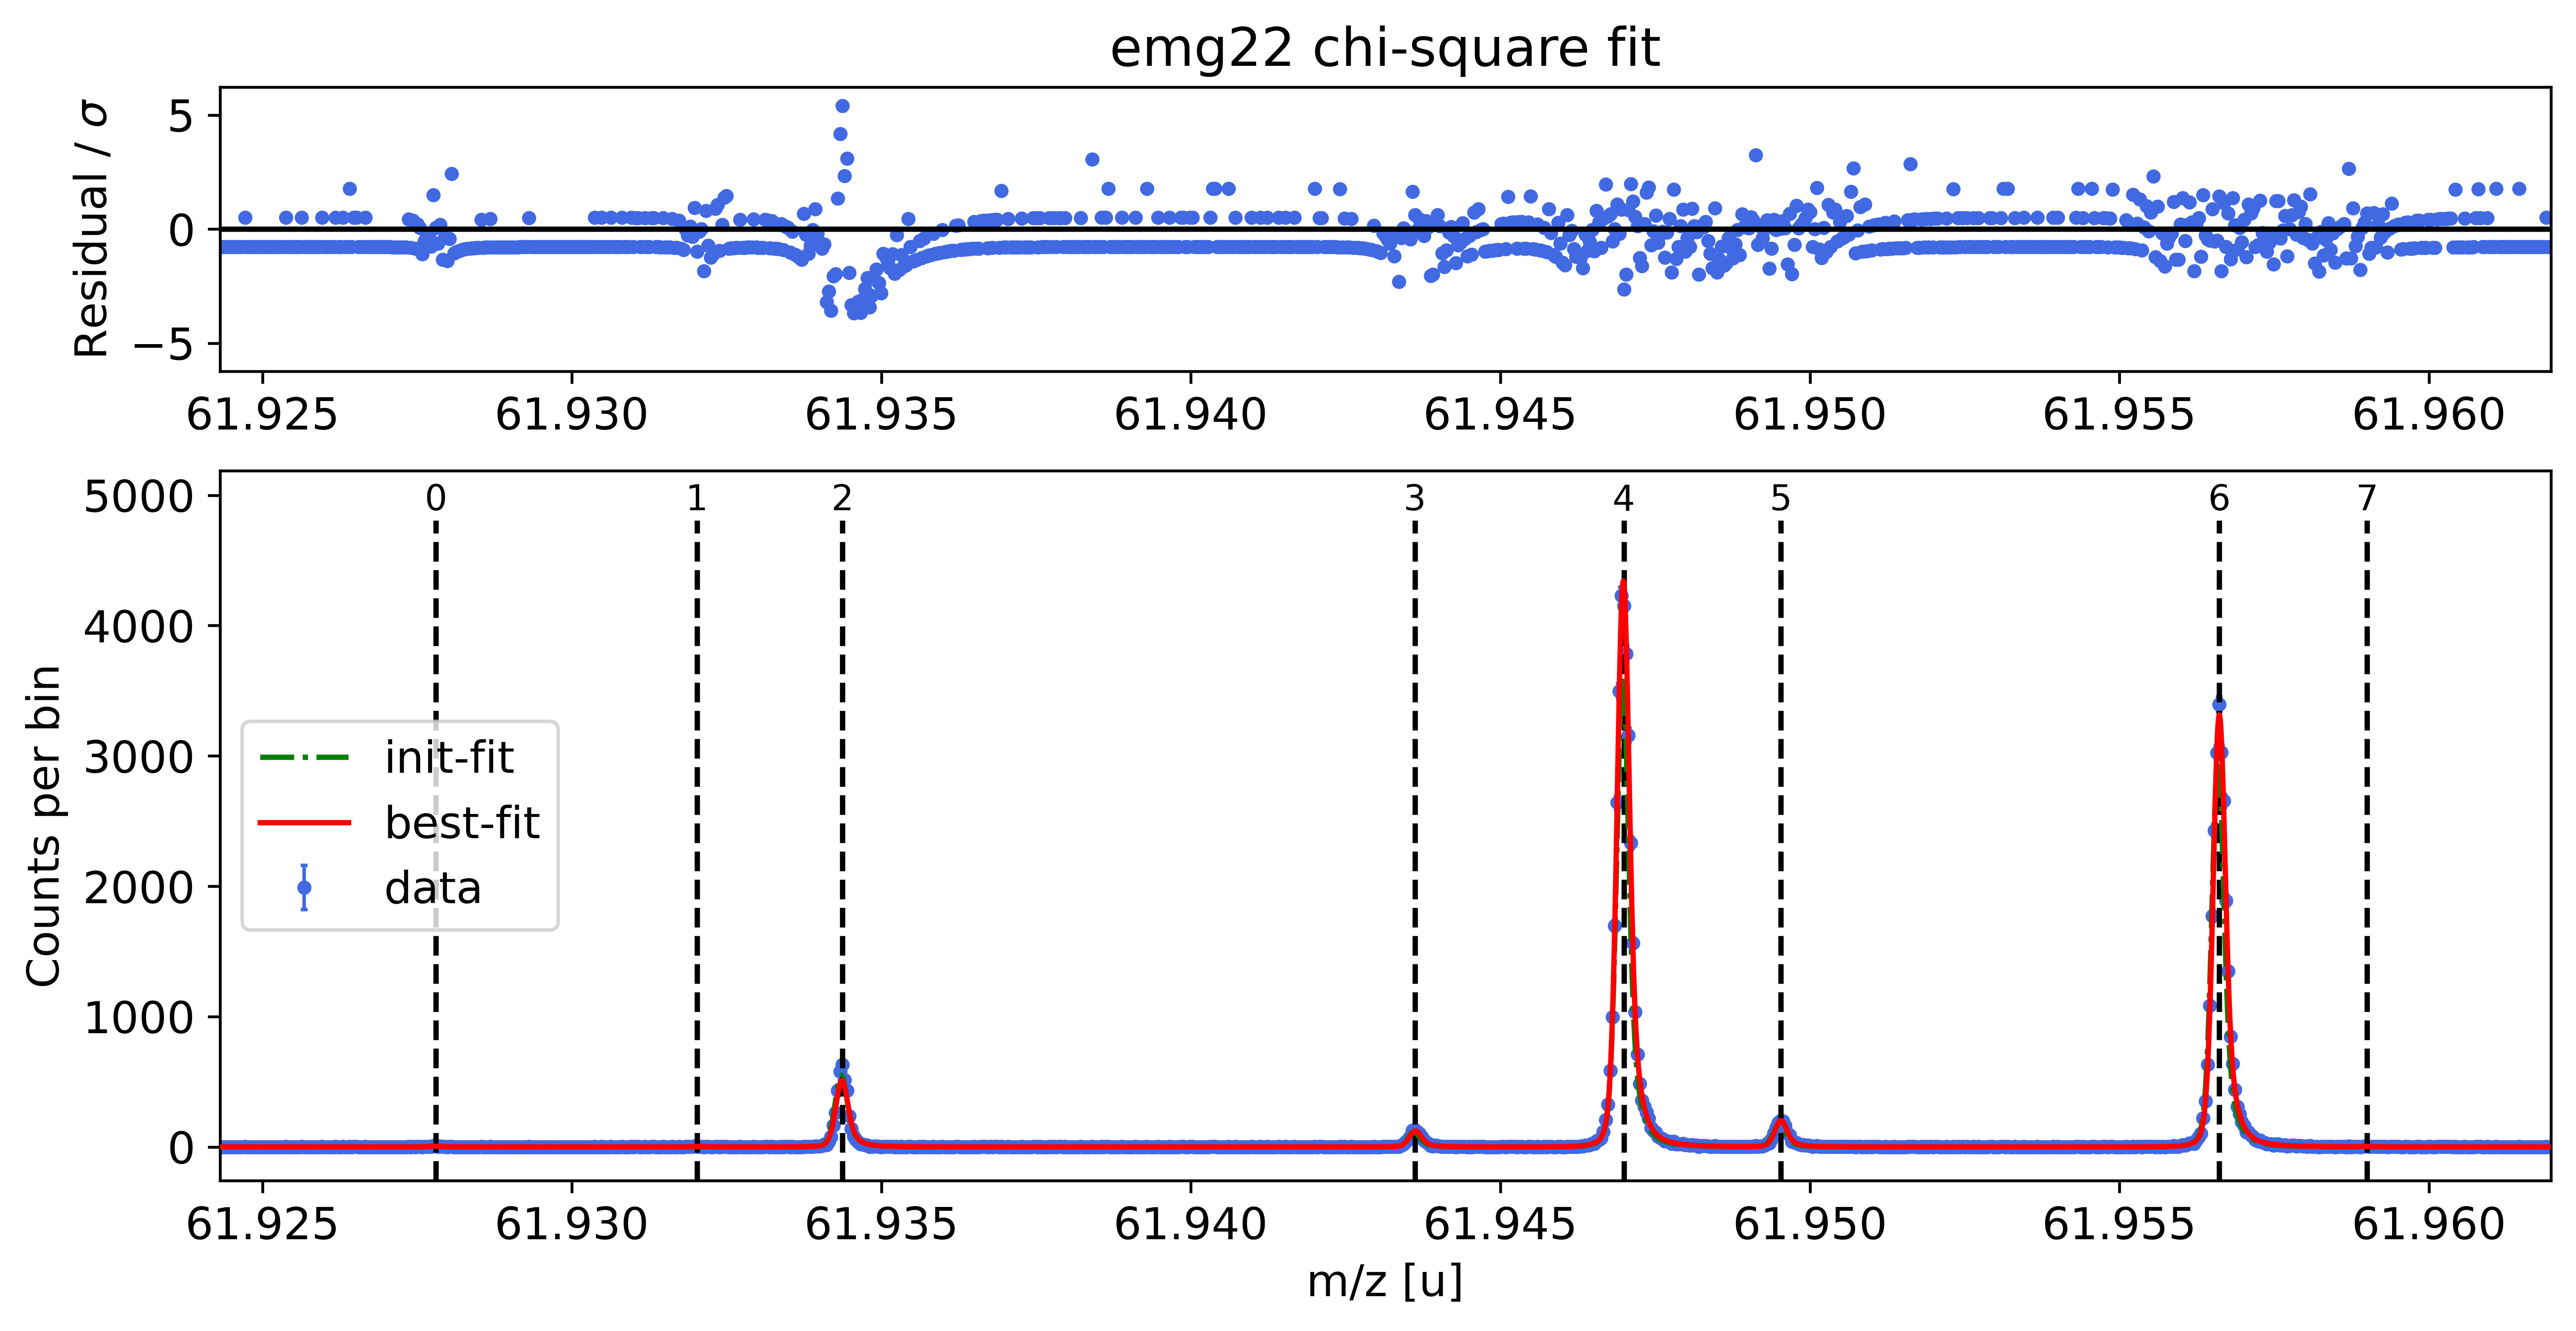 emg22 chi-square fit
Residual / σ
5
0
−5
61.925 61.930 61.935 61.940 61.945 61.950 61.955 61.960
Counts per bin
5000
4000
3000
2000
1000
0
0 1 2 3 4 5 6 7
init-fit
best-fit
data
61.925 61.930 61.935 61.940 61.945 61.950 61.955 61.960
m/z [u]